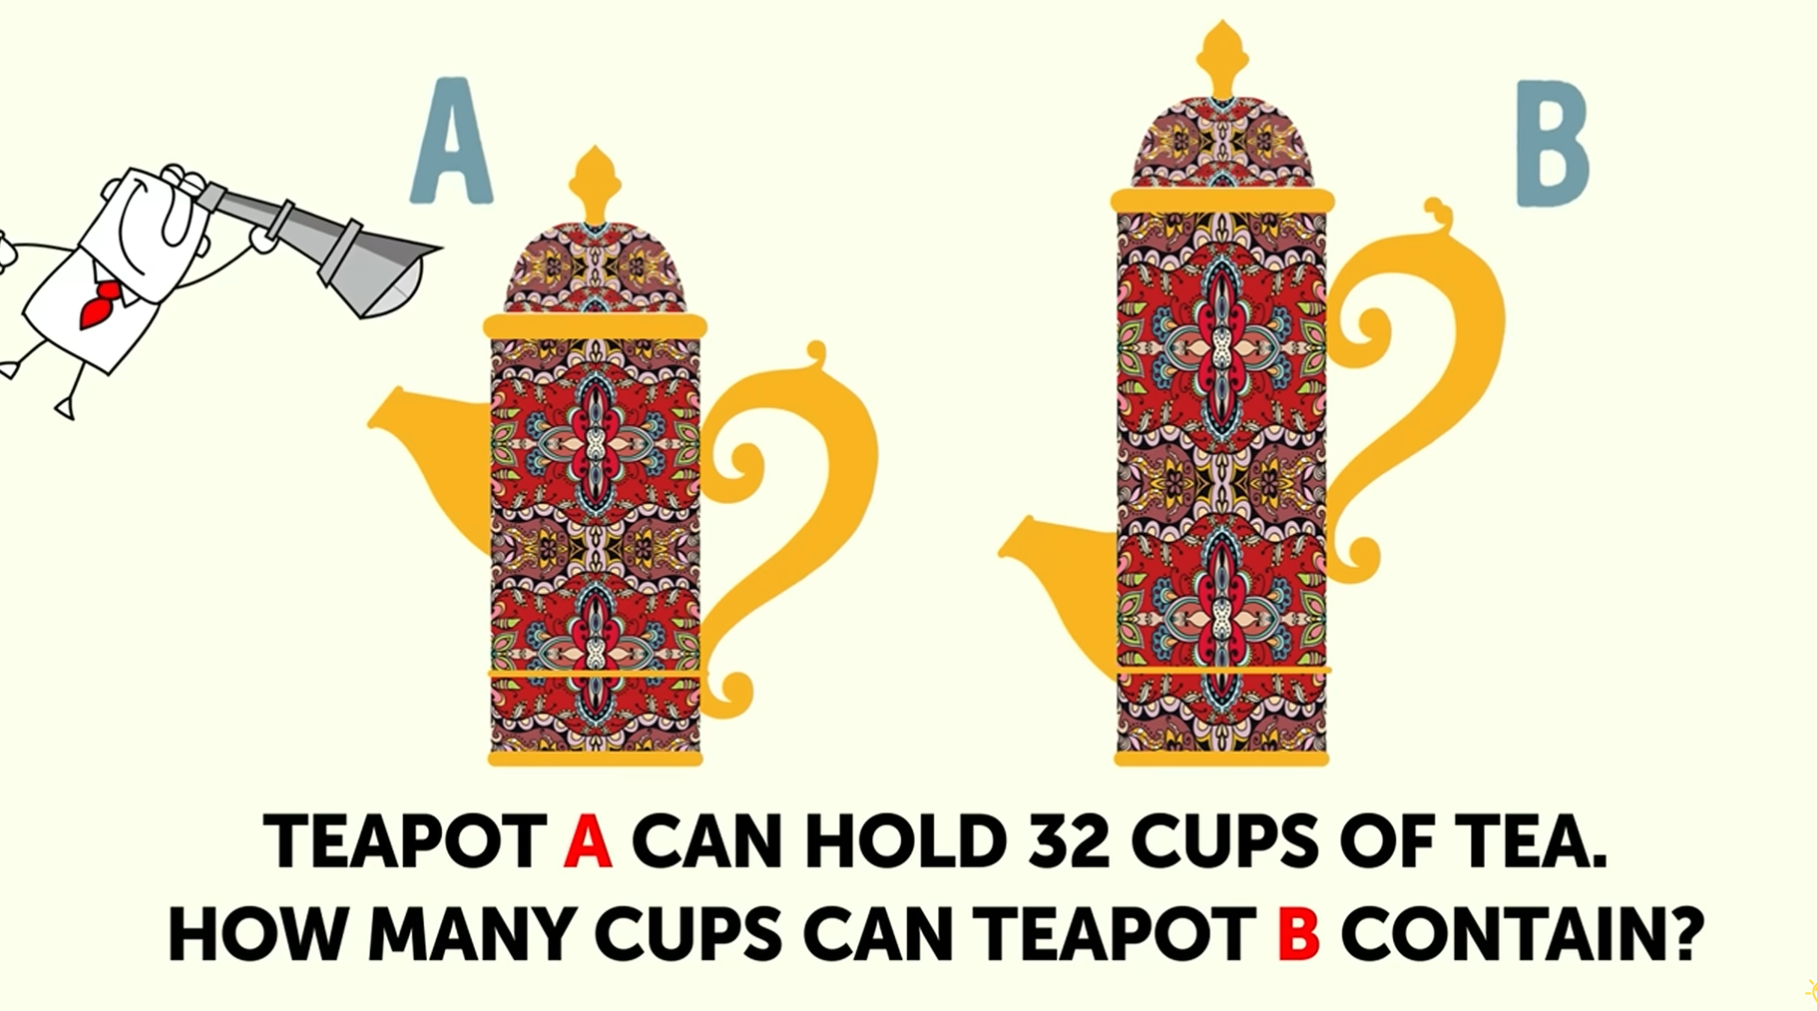 A
B
TEAPOT A CAN HOLD 32 CUPS OF TEA.
HOW MANY CUPS CAN TEAPOT B CONTAIN?